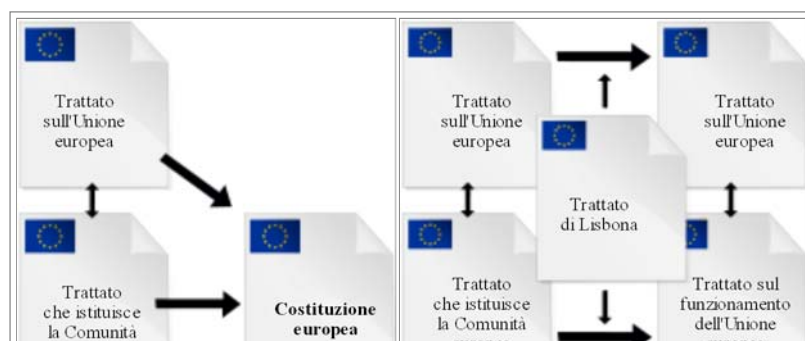 Trattato
sull'Unione
europea
Trattato
che istituisce
la Comunità
Costituzione
europea
Trattato
sull'Unione
europea
Trattato
sull'Unione
europea
Trattato
di Lisbona
Trattato
che istituisce
la Comunità
Trattato sul
funzionamento
dell'Unione